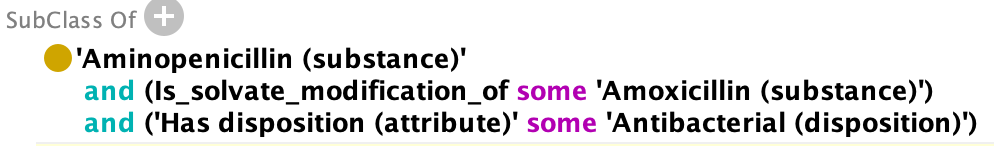 SubClass Of +
'Aminopenicillin (substance)'
and (Is_solvate_modification_of some 'Amoxicillin (substance)')
and ('Has disposition (attribute)' some 'Antibacterial (disposition)')